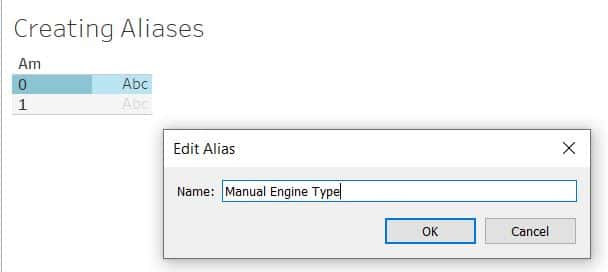 Creating Aliases
Am
0 Abc
1 Abc
Edit Alias
Name: Manual Engine Type
OK Cancel